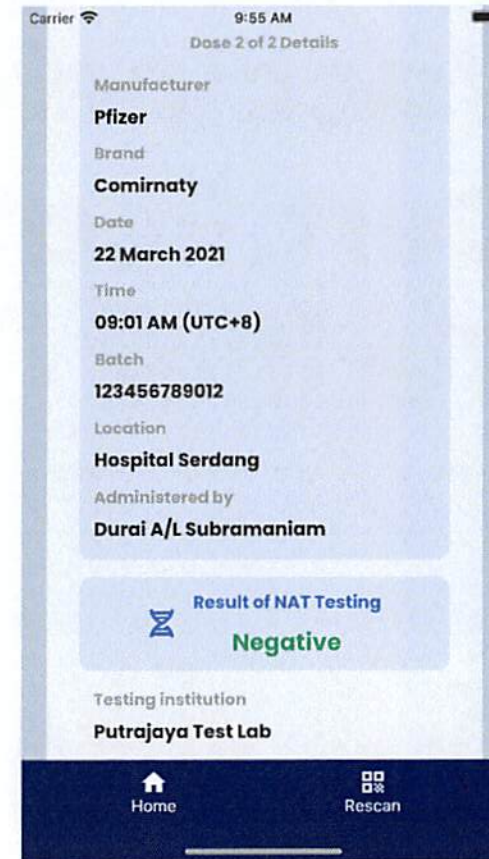 Carrier 9:55 AM
Dose 2 of 2 Details
Manufacturer
Pfizer
Brand
Comirnaty
Date
22 March 2021
Time
09:01 AM (UTC+8)
Batch
123456789012
Location
Hospital Serdang
Administered by
Durai A/L Subramaniam
Result of NAT Testing
Negative
Testing institution
Putrajaya Test Lab
Home Rescan